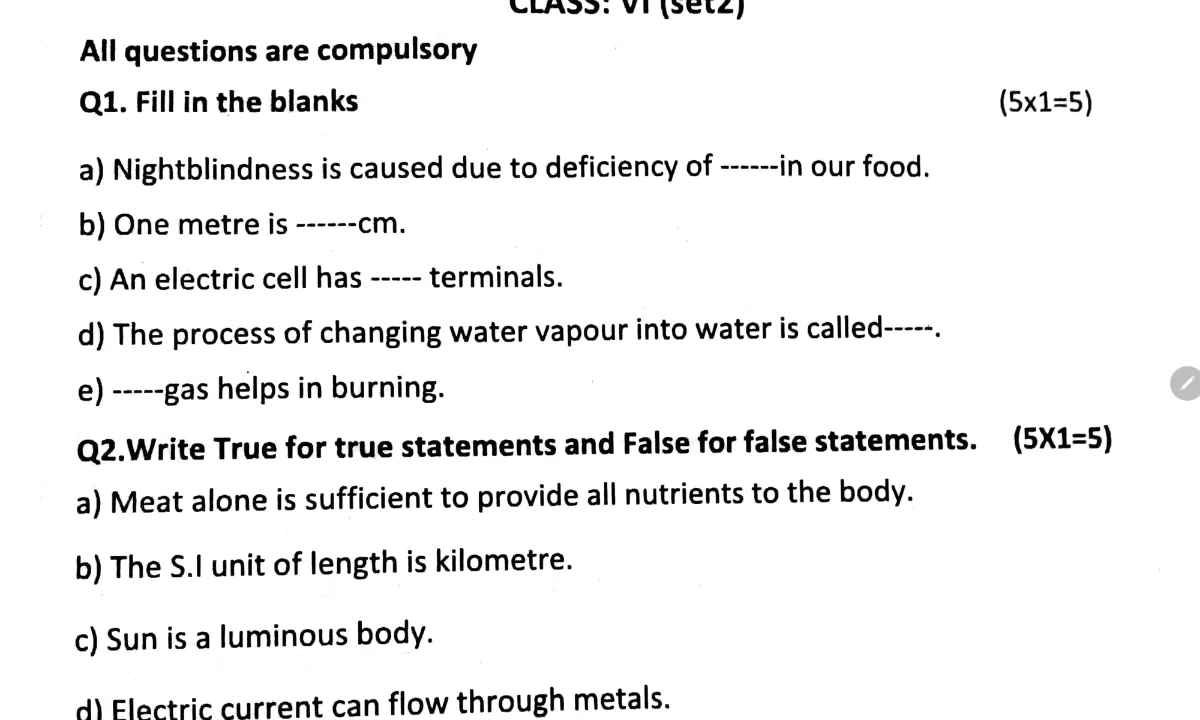 CLASS: VI (set2)
All questions are compulsory
Q1. Fill in the blanks (5x1=5)
a) Nightblindness is caused due to deficiency of ------in our food.
b) One metre is ------cm.
c) An electric cell has ----- terminals.
d) The process of changing water vapour into water is called-----.
e) -----gas helps in burning.
Q2.Write True for true statements and False for false statements. (5X1=5)
a) Meat alone is sufficient to provide all nutrients to the body.
b) The S.I unit of length is kilometre.
c) Sun is a luminous body.
d) Electric current can flow through metals.